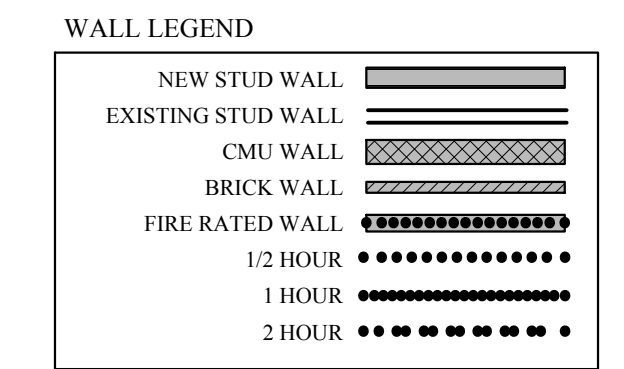 WALL LEGEND
NEW STUD WALL
EXISTING STUD WALL
CMU WALL
BRICK WALL
FIRE RATED WALL
1/2 HOUR
1 HOUR
2 HOUR